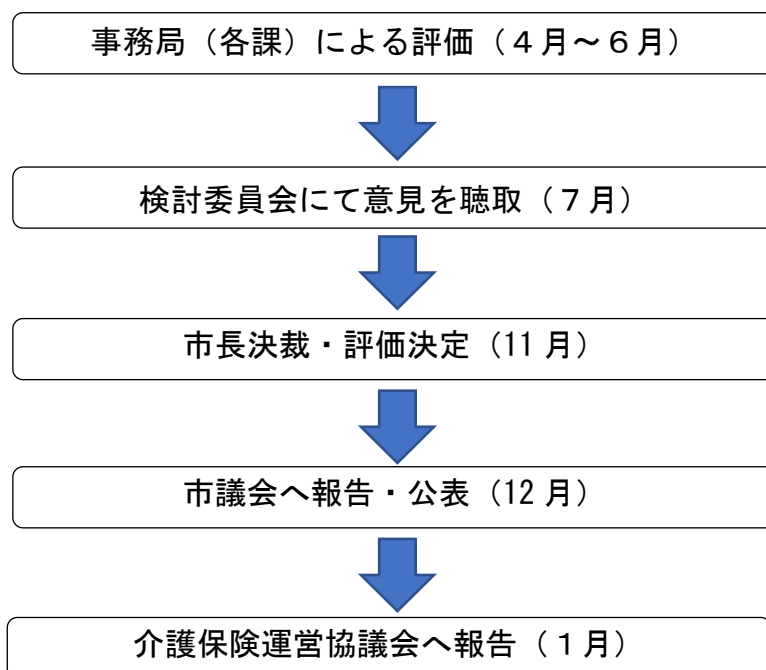 事務局（各課）による評価（４月～６月）
検討委員会にて意見を聴取（７月）
市長決裁・評価決定（11 月）
市議会へ報告・公表（12 月）
介護保険運営協議会へ報告（１月）